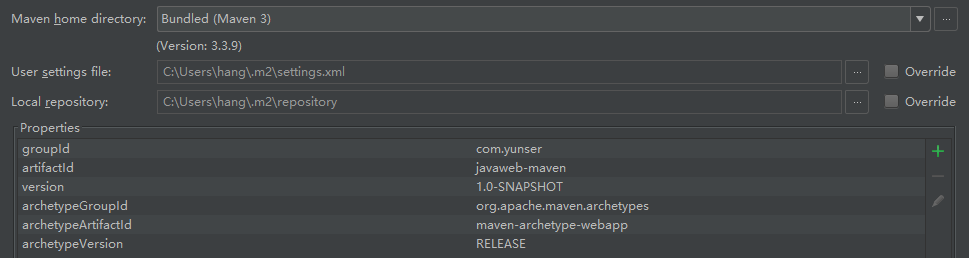 Maven home directory: Bundled (Maven 3) ...
(Version: 3.3.9)
User settings file: C:\Users\hang\.m2\settings.xml ... Override
Local repository: C:\Users\hang\.m2\repository ... Override
Properties
groupId com.yunser
artifactId javaweb-maven
version 1.0-SNAPSHOT
archetypeGroupId org.apache.maven.archetypes
archetypeArtifactId maven-archetype-webapp
archetypeVersion RELEASE